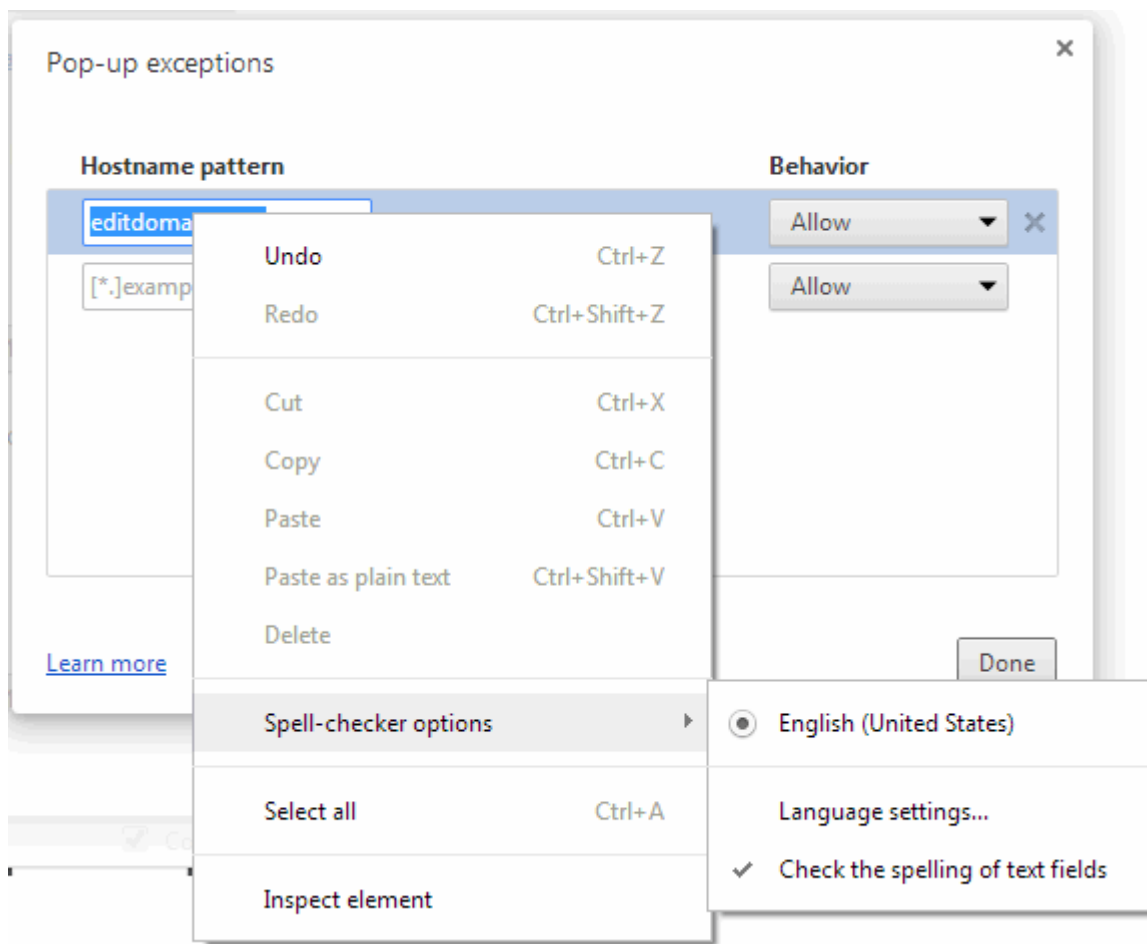 Pop-up exceptions
Hostname pattern Behavior
editdoma Allow
[*.]examp Allow
Undo Ctrl+Z
Redo Ctrl+Shift+Z
Cut Ctrl+X
Copy Ctrl+C
Paste Ctrl+V
Paste as plain text Ctrl+Shift+V
Delete
Learn more Done
Spell-checker options English (United States)
Select all Ctrl+A Language settings...
Check the spelling of text fields
Inspect element